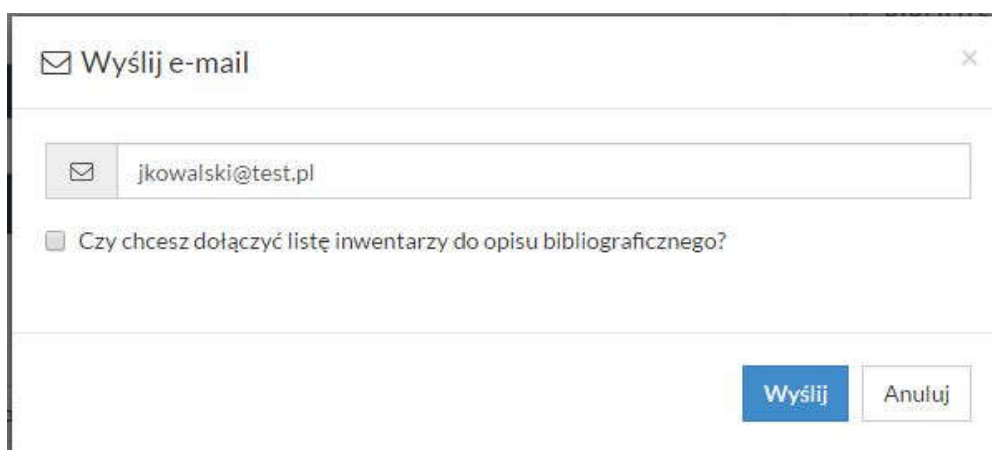 Wyślij e-mail
jkowalski@test.pl
Czy chcesz dołączyć listę inwentarzy do opisu bibliograficznego?
Wyślij Anuluj